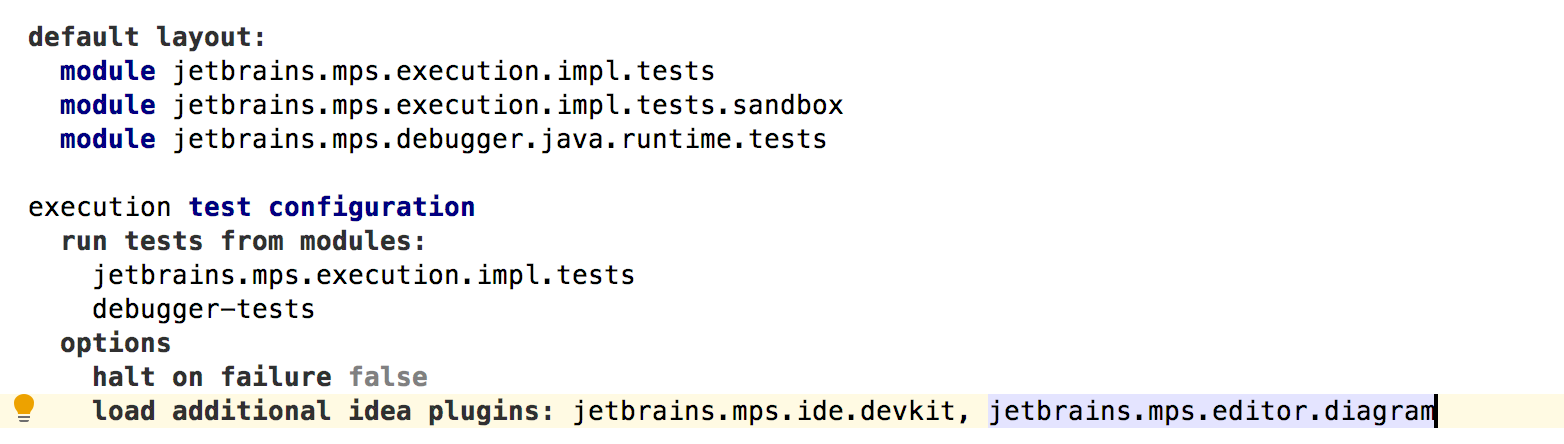 default layout:
module jetbrains.mps.execution.impl.tests
module jetbrains.mps.execution.impl.tests.sandbox
module jetbrains.mps.debugger.java.runtime.tests
execution test configuration
run tests from modules:
jetbrains.mps.execution.impl.tests
debugger-tests
options
halt on failure false
load additional idea plugins: jetbrains.mps.ide.devkit, jetbrains.mps.editor.diagram